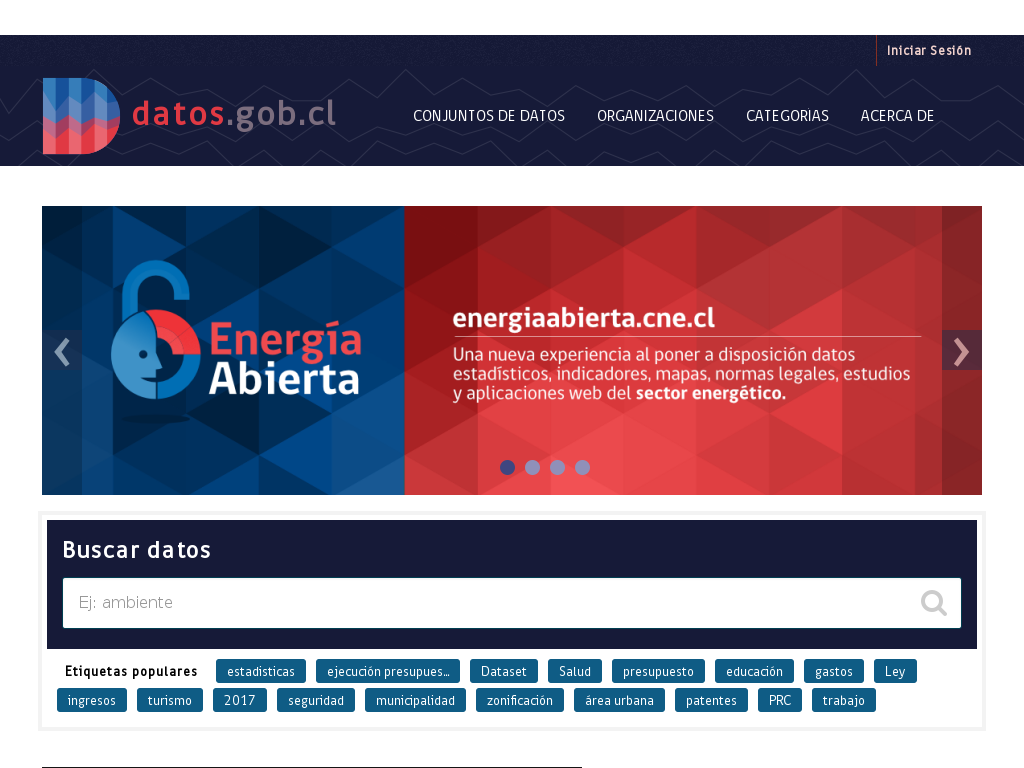 Iniciar Sesión
datos.gob.cl
CONJUNTOS DE DATOS ORGANIZACIONES CATEGORÍAS ACERCA DE
Energía
Abierta
energiaabierta.cne.cl
Una nueva experiencia al poner a disposición datos
estadísticos, indicadores, mapas, normas legales, estudios
y aplicaciones web del sector energético.
Buscar datos
Ej: ambiente
Etiquetas populares estadisticas ejecución presupues... Dataset Salud presupuesto educación gastos Ley
ingresos turismo 2017 seguridad municipalidad zonificación área urbana patentes PRC trabajo